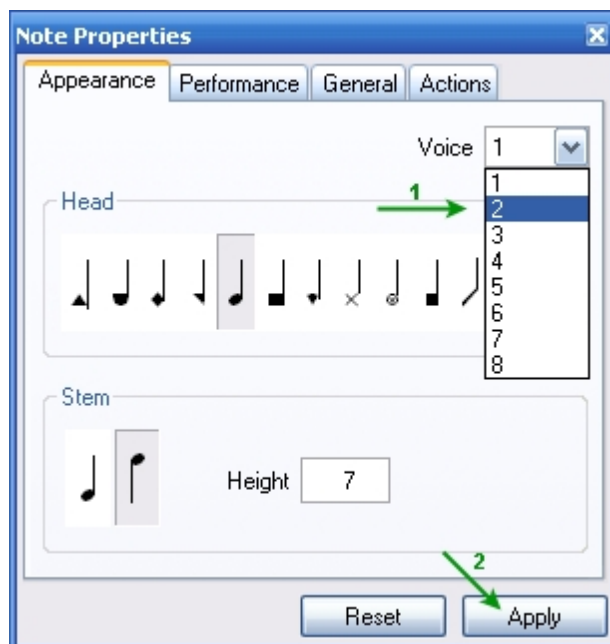 Note Properties
Appearance Performance General Actions
Voice 1
1
1
2
3
4
5
6
7
8
Head
Stem
Height 7
2
Reset Apply